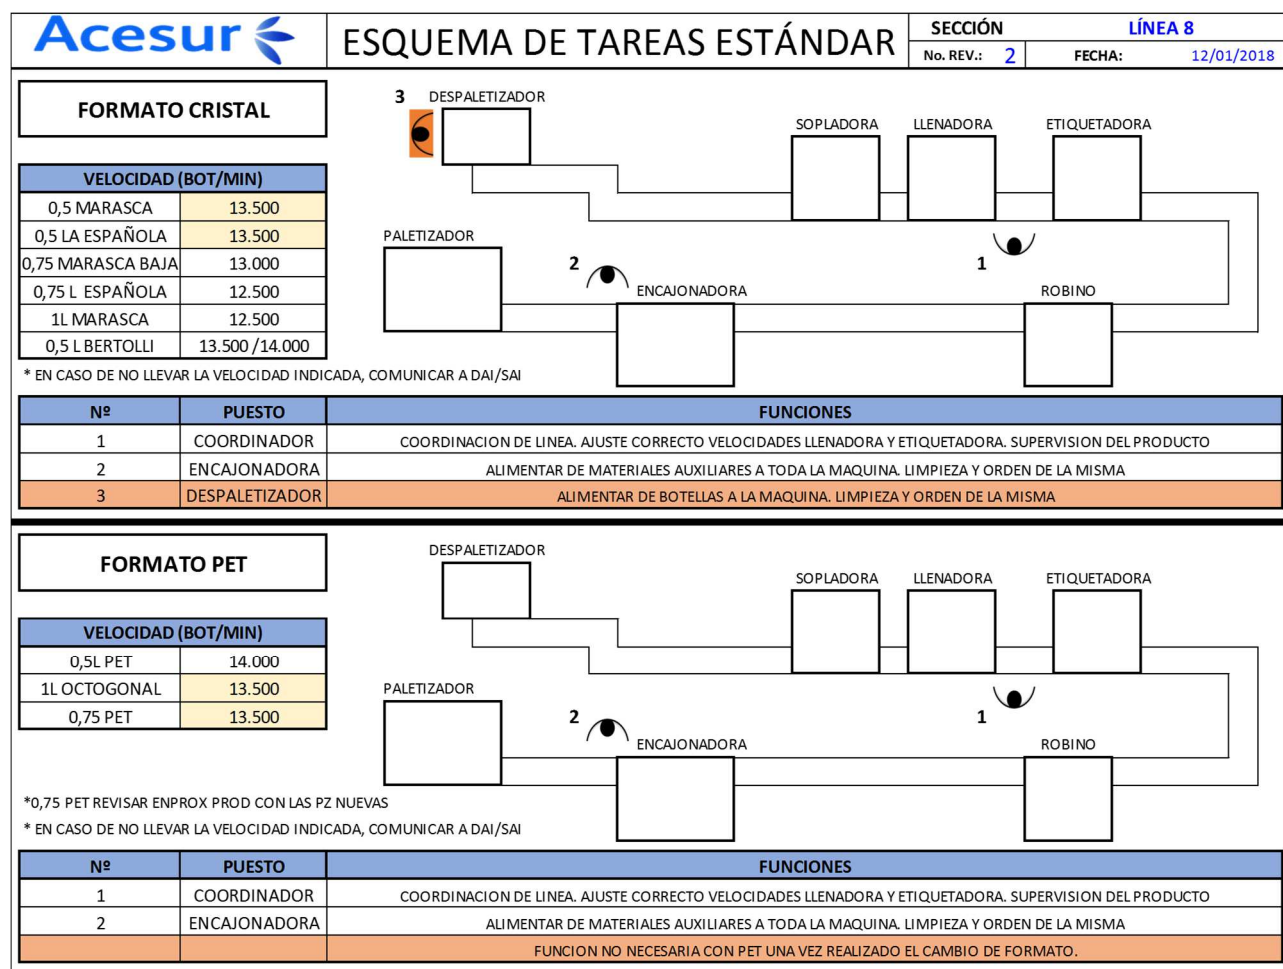 Acesur
ESQUEMA DE TAREAS ESTÁNDAR
SECCIÓN LÍNEA 8
No. REV.: 2 FECHA: 12/01/2018
FORMATO CRISTAL
VELOCIDAD (BOT/MIN)
0,5 MARASCA 13.500
0,5 LA ESPAÑOLA 13.500
0,75 MARASCA BAJA 13.000
0,75 L ESPAÑOLA 12.500
1L MARASCA 12.500
0,5 L BERTOLLI 13.500 /14.000
3 DESPALETIZADOR
SOPLADORA LLENADORA ETIQUETADORA
PALETIZADOR
2
1
ENCAJONADORA
ROBINO
* EN CASO DE NO LLEVAR LA VELOCIDAD INDICADA, COMUNICAR A DAI/SAI
Nº PUESTO FUNCIONES
1 COORDINADOR COORDINACION DE LINEA. AJUSTE CORRECTO VELOCIDADES LLENADORA Y ETIQUETADORA. SUPERVISION DEL PRODUCTO
2 ENCAJONADORA ALIMENTAR DE MATERIALES AUXILIARES A TODA LA MAQUINA. LIMPIEZA Y ORDEN DE LA MISMA
3 DESPALETIZADOR ALIMENTAR DE BOTELLAS A LA MAQUINA. LIMPIEZA Y ORDEN DE LA MISMA
FORMATO PET
VELOCIDAD (BOT/MIN)
0,5L PET 14.000
1L OCTOGONAL 13.500
0,75 PET 13.500
DESPALETIZADOR
SOPLADORA LLENADORA ETIQUETADORA
PALETIZADOR
2
1
ENCAJONADORA
ROBINO
*0,75 PET REVISAR ENPROX PROD CON LAS PZ NUEVAS
* EN CASO DE NO LLEVAR LA VELOCIDAD INDICADA, COMUNICAR A DAI/SAI
Nº PUESTO FUNCIONES
1 COORDINADOR COORDINACION DE LINEA. AJUSTE CORRECTO VELOCIDADES LLENADORA Y ETIQUETADORA. SUPERVISION DEL PRODUCTO
2 ENCAJONADORA ALIMENTAR DE MATERIALES AUXILIARES A TODA LA MAQUINA. LIMPIEZA Y ORDEN DE LA MISMA
FUNCION NO NECESARIA CON PET UNA VEZ REALIZADO EL CAMBIO DE FORMATO.